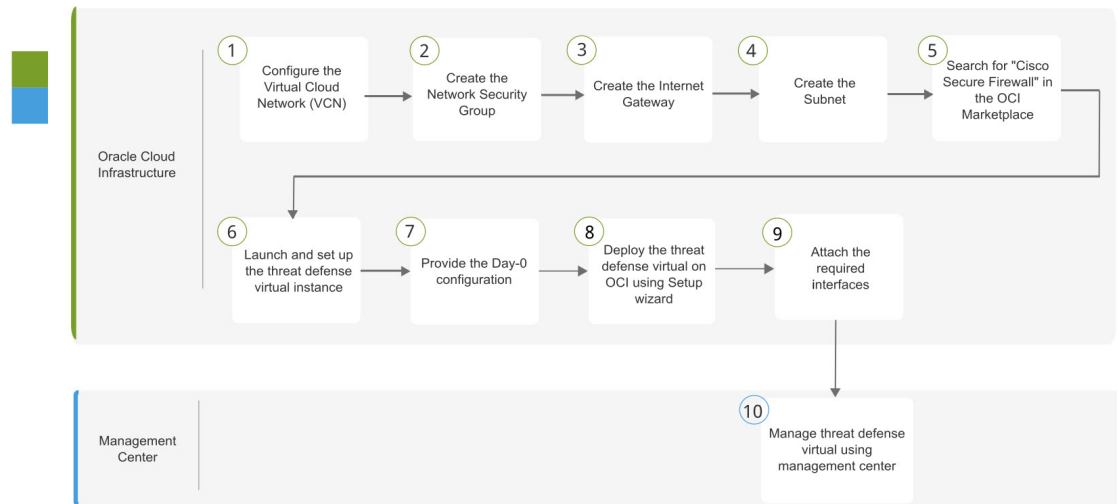 1
Configure the
Virtual Cloud
Network (VCN)
2
Create the
Network Security
Group
3
Create the Internet
Gateway
4
Create the
Subnet
5
Search for "Cisco
Secure Firewall" in
the OCI
Marketplace
Oracle Cloud
Infrastructure
6
Launch and set up
the threat defense
virtual instance
7
Provide the Day-0
configuration
8
Deploy the threat
defense virtual on
OCI using Setup
wizard
9
Attach the
required
interfaces
Management
Center
10
Manage threat defense
virtual using
management center